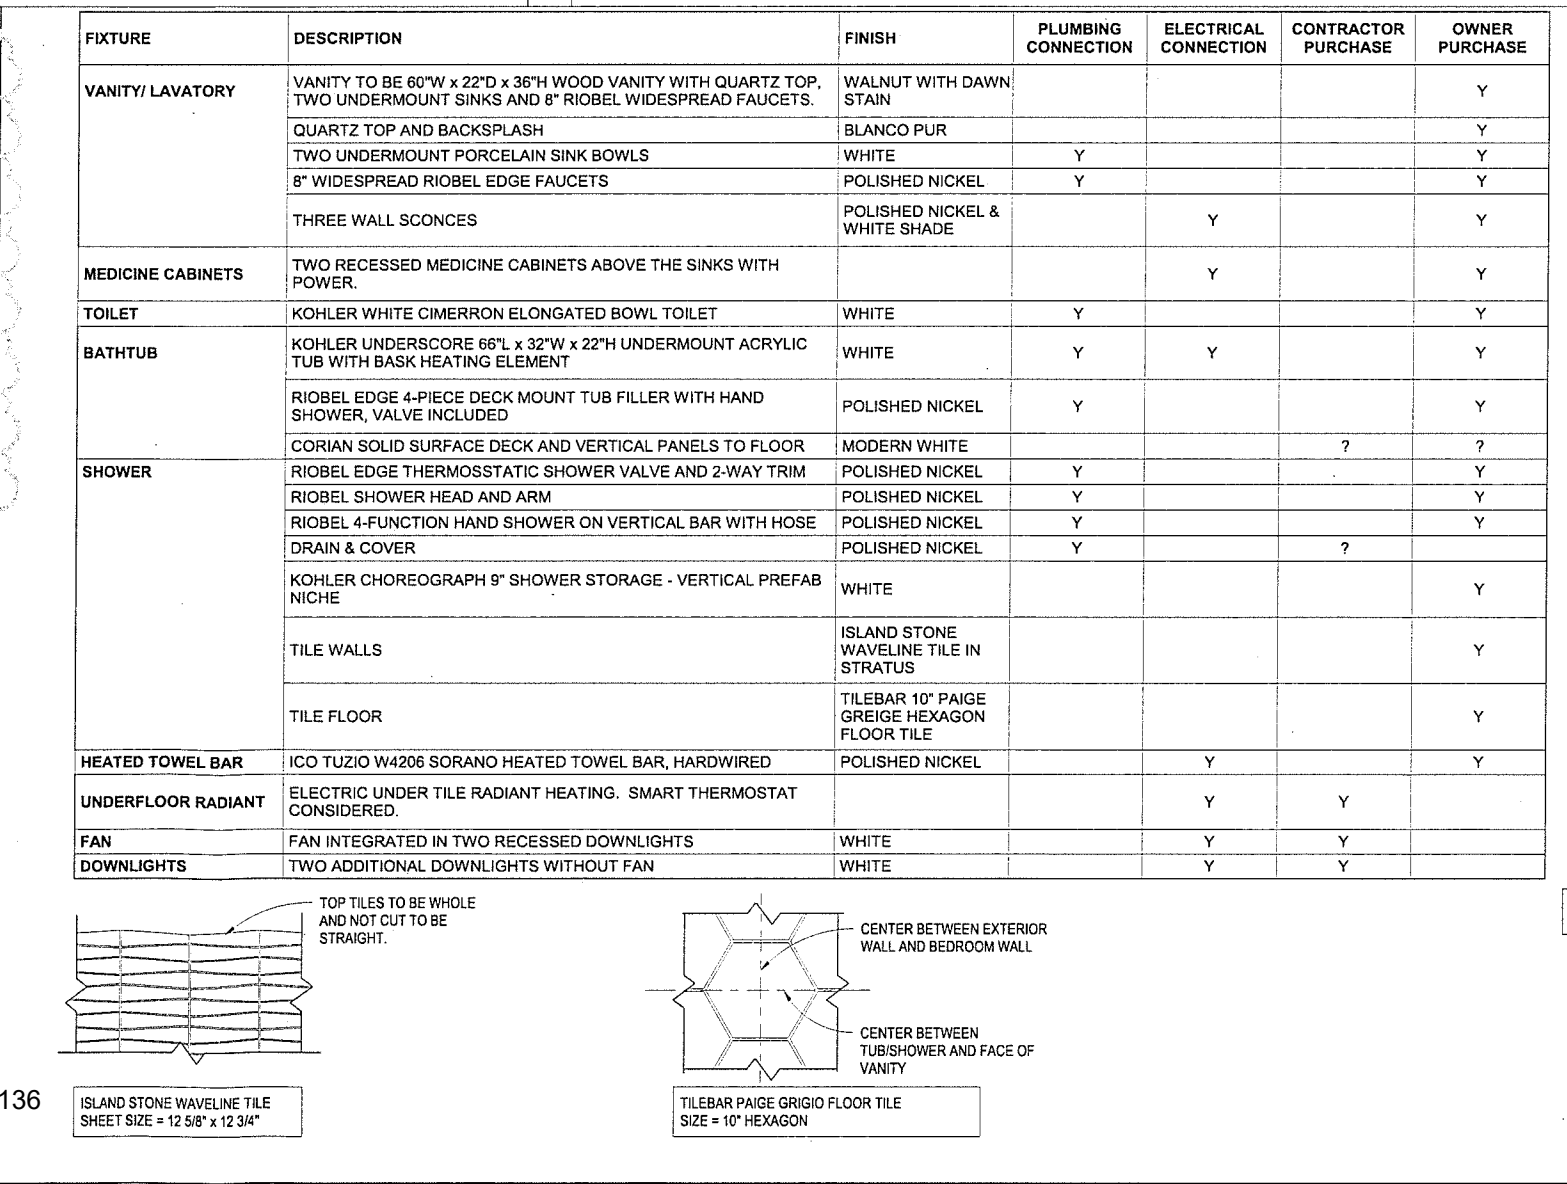 FIXTURE DESCRIPTION FINISH PLUMBING CONNECTION ELECTRICAL CONNECTION CONTRACTOR PURCHASE OWNER PURCHASE
VANITY/ LAVATORY
VANITY TO BE 60"W x 22"D x 36"H WOOD VANITY WITH QUARTZ TOP,
TWO UNDERMOUNT SINKS AND 8" RIOBEL WIDESPREAD FAUCETS.
WALNUT WITH DAWN
STAIN
Y
QUARTZ TOP AND BACKSPLASH BLANCO PUR Y
TWO UNDERMOUNT PORCELAIN SINK BOWLS WHITE Y Y
8" WIDESPREAD RIOBEL EDGE FAUCETS POLISHED NICKEL Y Y
THREE WALL SCONCES
POLISHED NICKEL &
WHITE SHADE
Y Y
MEDICINE CABINETS
TWO RECESSED MEDICINE CABINETS ABOVE THE SINKS WITH
POWER.
Y Y
TOILET KOHLER WHITE CIMERRON ELONGATED BOWL TOILET WHITE Y Y
BATHTUB
KOHLER UNDERSCORE 66"L x 32"W x 22"H UNDERMOUNT ACRYLIC
TUB WITH BASK HEATING ELEMENT
WHITE Y Y Y
RIOBEL EDGE 4-PIECE DECK MOUNT TUB FILLER WITH HAND
SHOWER, VALVE INCLUDED
POLISHED NICKEL Y Y
CORIAN SOLID SURFACE DECK AND VERTICAL PANELS TO FLOOR MODERN WHITE ? ?
SHOWER RIOBEL EDGE THERMOSSTATIC SHOWER VALVE AND 2-WAY TRIM POLISHED NICKEL Y Y
RIOBEL SHOWER HEAD AND ARM POLISHED NICKEL Y Y
RIOBEL 4-FUNCTION HAND SHOWER ON VERTICAL BAR WITH HOSE POLISHED NICKEL Y Y
DRAIN & COVER POLISHED NICKEL Y ?
KOHLER CHOREOGRAPH 9" SHOWER STORAGE - VERTICAL PREFAB
NICHE
WHITE Y
TILE WALLS
ISLAND STONE
WAVELINE TILE IN
STRATUS
Y
TILE FLOOR
TILEBAR 10" PAIGE
GREIGE HEXAGON
FLOOR TILE
Y
HEATED TOWEL BAR ICO TUZIO W4206 SORANO HEATED TOWEL BAR, HARDWIRED POLISHED NICKEL Y Y
UNDERFLOOR RADIANT
ELECTRIC UNDER TILE RADIANT HEATING. SMART THERMOSTAT
CONSIDERED.
Y Y
FAN FAN INTEGRATED IN TWO RECESSED DOWNLIGHTS WHITE Y Y
DOWNLIGHTS TWO ADDITIONAL DOWNLIGHTS WITHOUT FAN WHITE Y Y
TOP TILES TO BE WHOLE
AND NOT CUT TO BE
STRAIGHT.
CENTER BETWEEN EXTERIOR
WALL AND BEDROOM WALL
CENTER BETWEEN
TUB/SHOWER AND FACE OF
VANITY
136
ISLAND STONE WAVELINE TILE
SHEET SIZE = 12 5/8" x 12 3/4"
TILEBAR PAIGE GRIGIO FLOOR TILE
SIZE = 10" HEXAGON